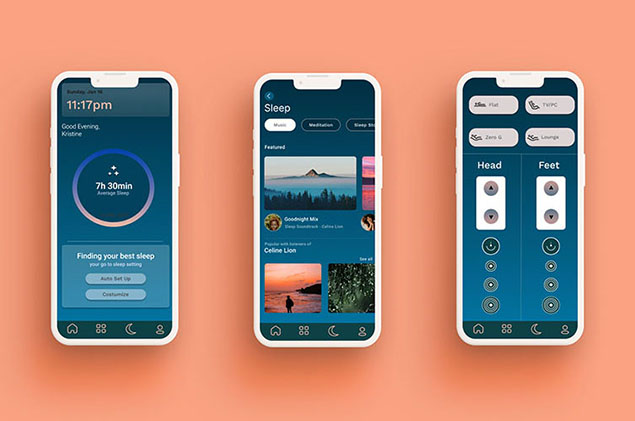 Sunday, Jan 16
11:17pm
Good Evening,
Kristine
7h 30min
Average Sleep
Finding your best sleep
your go to sleep setting
Auto Set Up
Costumize
Sleep
Music
Meditation
Sleep Sto
Featured
Goodnight Mix
Sleep Soundtrack - Celine Lion
Popular with listeners of
Celine Lion
See all
Flat
TV/PC
Zero G
Lounge
Head
Feet